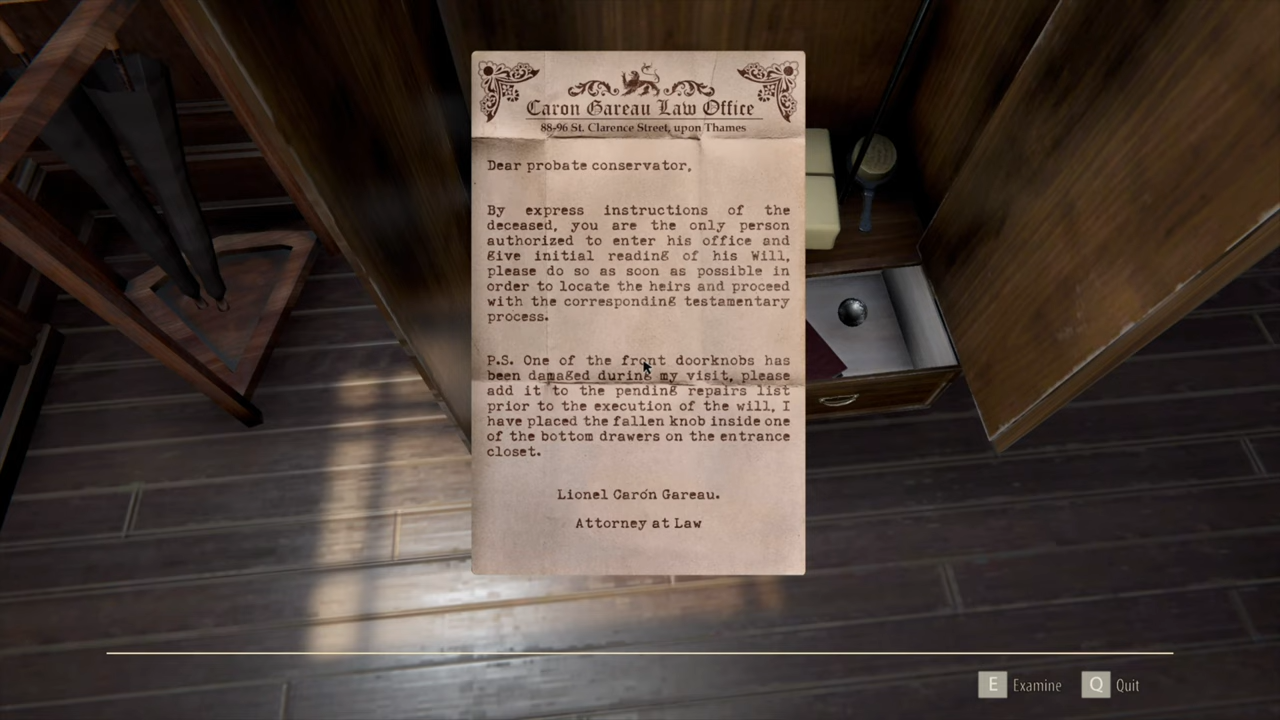 Caron Gareau Law Office
88-96 St. Clarence Street, upon Thames
Dear probate conservator,
By express instructions of the
deceased, you are the only person
authorized to enter his office and
give initial reading of his Will,
please do so as soon as possible in
order to locate the heirs and proceed
with the corresponding testamentary
process.
P.S. One of the front doorknobs has
been damaged during my visit, please
add it to the pending repairs list
prior to the execution of the will, I
have placed the fallen knob inside one
of the bottom drawers on the entrance
closet.
Lionel Carón Gareau.
Attorney at Law
E Examine Q Quit